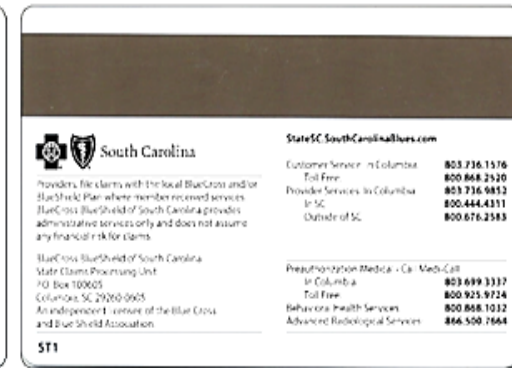 South Carolina
Providers, file claims with the local BlueCross and/or
BlueShield Plan where member received services.
BlueCross BlueShield of South Carolina provides
administrative services only and does not assume
any financial risk for claims.
BlueCross BlueShield of South Carolina
State Claims Processing Unit
P.O. Box 100605
Columbia, SC 29260-0605
An independent licensee of the Blue Cross
and Blue Shield Association
ST1
StateSC.SouthCarolinaBlues.com
Customer Service: In Columbia 803.736.1576
Toll Free 800.868.2520
Provider Services: In Columbia 803.736.9852
In SC 800.444.4311
Outside of SC 800.676.2583
Preauthorization Medical - Call Medi-Call
In Columbia 803.699.3337
Toll Free 800.925.9724
Behavioral Health Services 800.868.1032
Advanced Radiological Services 866.500.7664